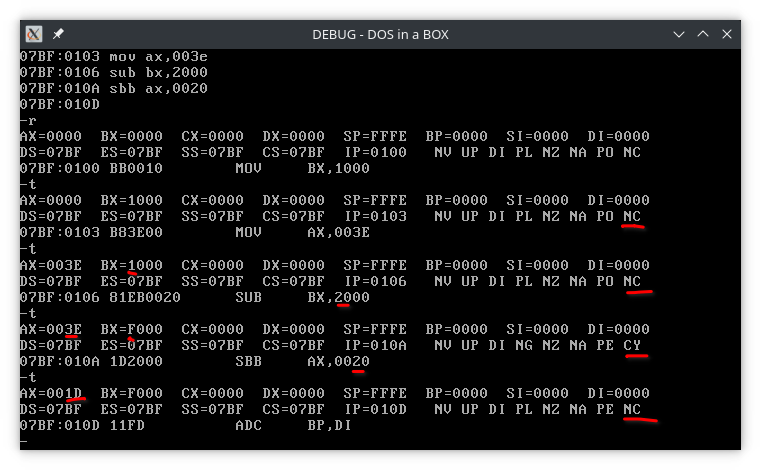 DEBUG - DOS in a BOX
07BF:0103 mov ax,003e
07BF:0106 sub bx,2000
07BF:010A sbb ax,0020
07BF:010D
-r
AX=0000  BX=0000  CX=0000  DX=0000  SP=FFFE  BP=0000  SI=0000  DI=0000
DS=07BF  ES=07BF  SS=07BF  CS=07BF  IP=0100   NV UP DI PL NZ NA PO NC
07BF:0100 BB0010        MOV     BX,1000
-t
AX=0000  BX=1000  CX=0000  DX=0000  SP=FFFE  BP=0000  SI=0000  DI=0000
DS=07BF  ES=07BF  SS=07BF  CS=07BF  IP=0103   NV UP DI PL NZ NA PO NC
07BF:0103 B83E00        MOV     AX,003E
-t
AX=003E  BX=1000  CX=0000  DX=0000  SP=FFFE  BP=0000  SI=0000  DI=0000
DS=07BF  ES=07BF  SS=07BF  CS=07BF  IP=0106   NV UP DI PL NZ NA PO NC
07BF:0106 81EB0020      SUB     BX,2000
-t
AX=003E  BX=F000  CX=0000  DX=0000  SP=FFFE  BP=0000  SI=0000  DI=0000
DS=07BF  ES=07BF  SS=07BF  CS=07BF  IP=010A   NV UP DI NG NZ NA PE CY
07BF:010A 1D2000        SBB     AX,0020
-t
AX=001D  BX=F000  CX=0000  DX=0000  SP=FFFE  BP=0000  SI=0000  DI=0000
DS=07BF  ES=07BF  SS=07BF  CS=07BF  IP=010D   NV UP DI PL NZ NA PE NC
07BF:010D 11FD          ADC     BP,DI
-